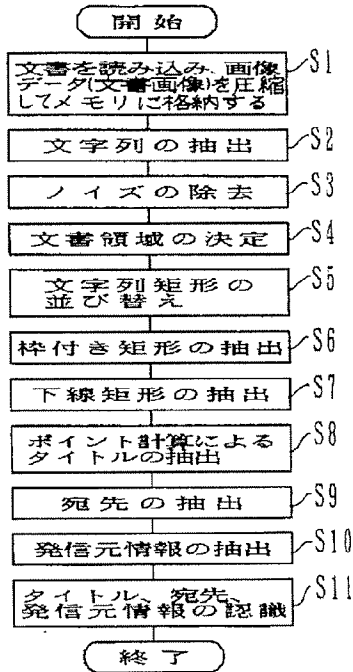 開始
文書を読み込み、画像
データ(文書画像)を圧縮
してメモリに格納する
S1
文字列の抽出
S2
ノイズの除去
S3
文書領域の決定
S4
文字列矩形の
並び替え
S5
枠付き矩形の抽出
S6
下線矩形の抽出
S7
ポイント計算による
タイトルの抽出
S8
宛先の抽出
S9
発信元情報の抽出
S10
タイトル、宛先、
発信元情報の認識
S11
終了